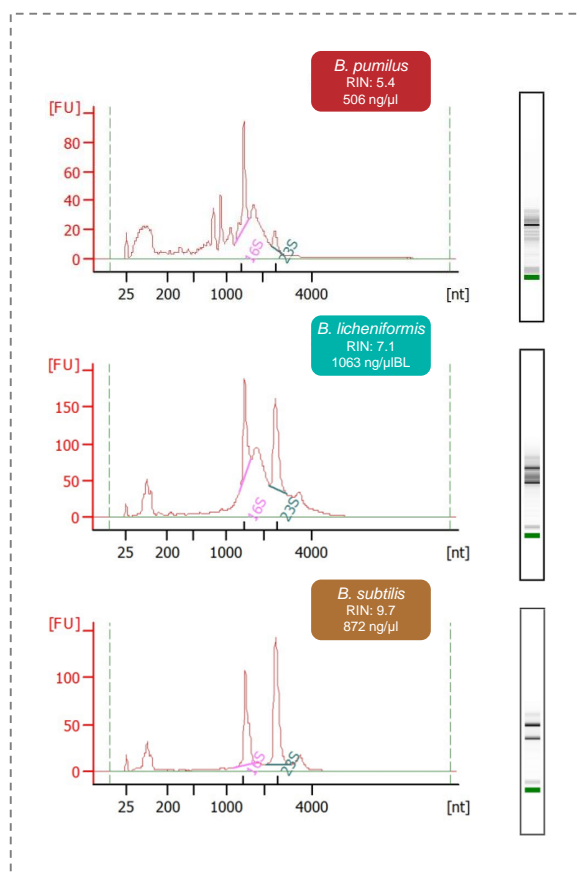 B. pumilus
RIN: 5.4
506 ng/µl
[FU]
80
60
40
20
0
16S
23S
25 200 1000 4000 [nt]
B. licheniformis
RIN: 7.1
1063 ng/µlBL
[FU]
150
100
50
0
16S
23S
25 200 1000 4000 [nt]
B. subtilis
RIN: 9.7
872 ng/µl
[FU]
100
50
0
16S
23S
25 200 1000 4000 [nt]